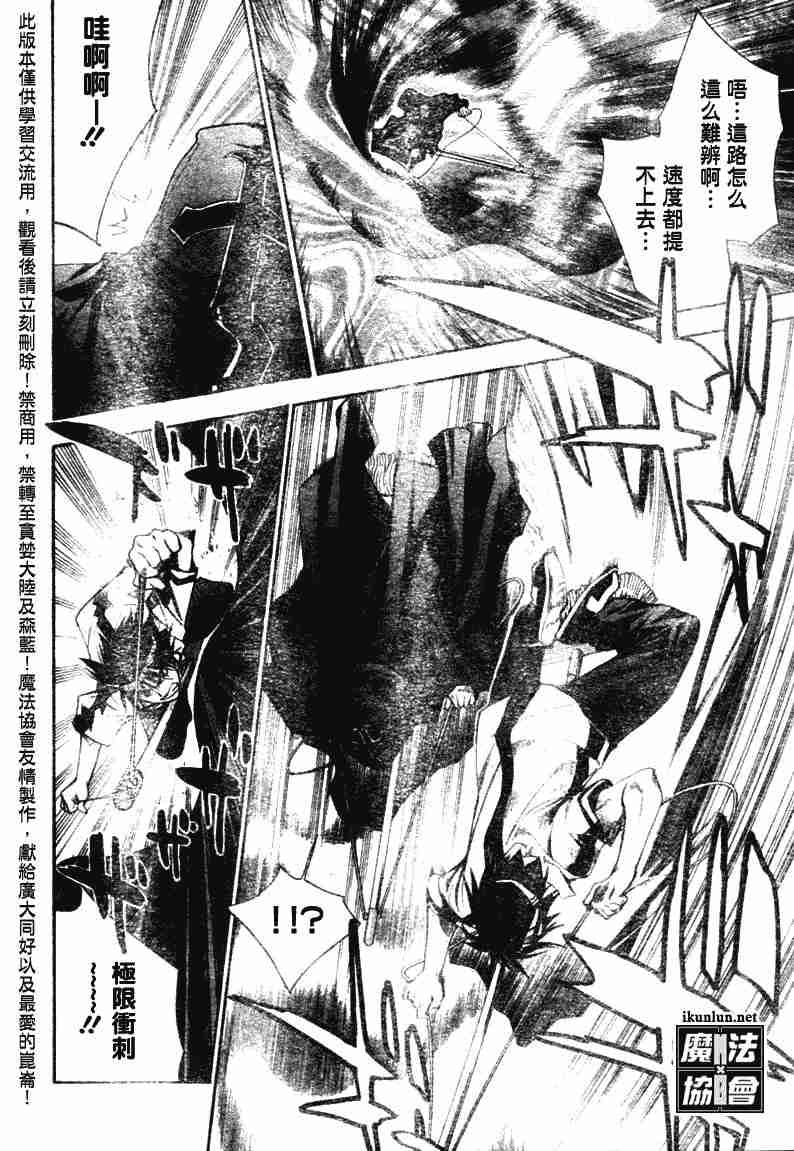 唔…這路怎么
這么難辨啊…
速度都提
不上去…
哇啊啊—!!
!!?
極限衝刺
~~~~~!!
此版本僅供學習交流用，觀看後請立刻刪除！禁商用，禁轉至貪婪大陸及森藍！魔法協會友情製作，獻給廣大同好以及最愛的崑崙！
ikunlun.net
魔法
協會